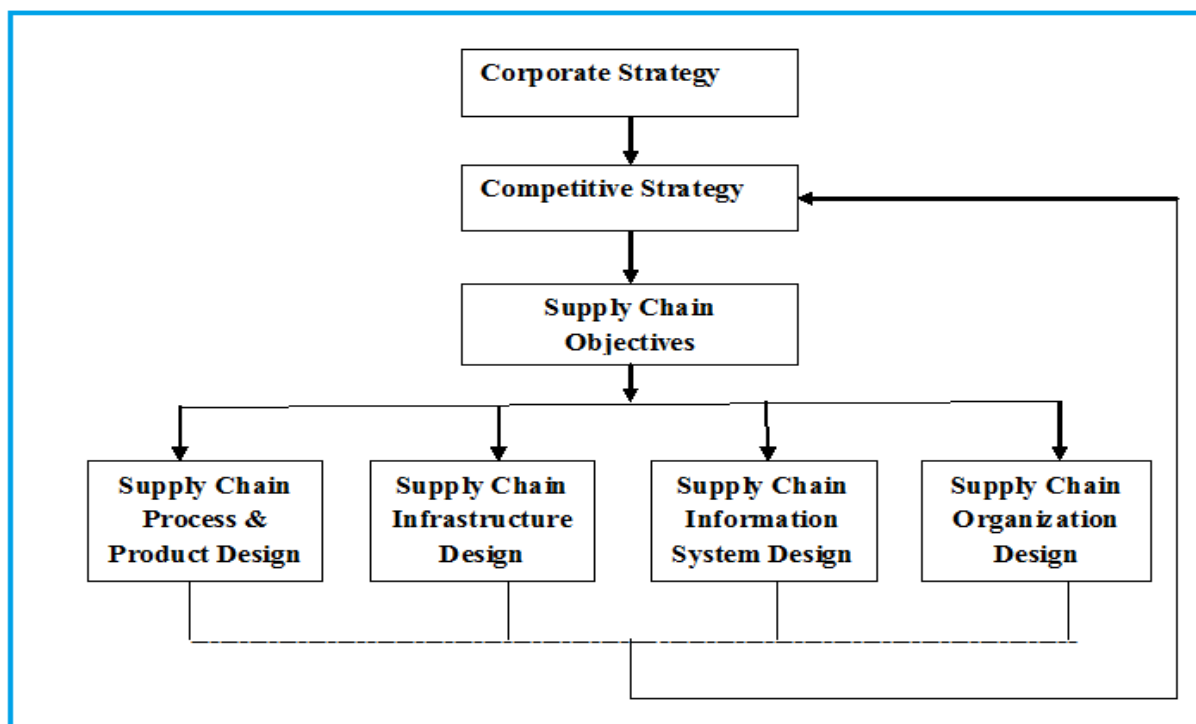 Corporate Strategy
Competitive Strategy
Supply Chain
Objectives
Supply Chain
Process &
Product Design
Supply Chain
Infrastructure
Design
Supply Chain
Information
System Design
Supply Chain
Organization
Design